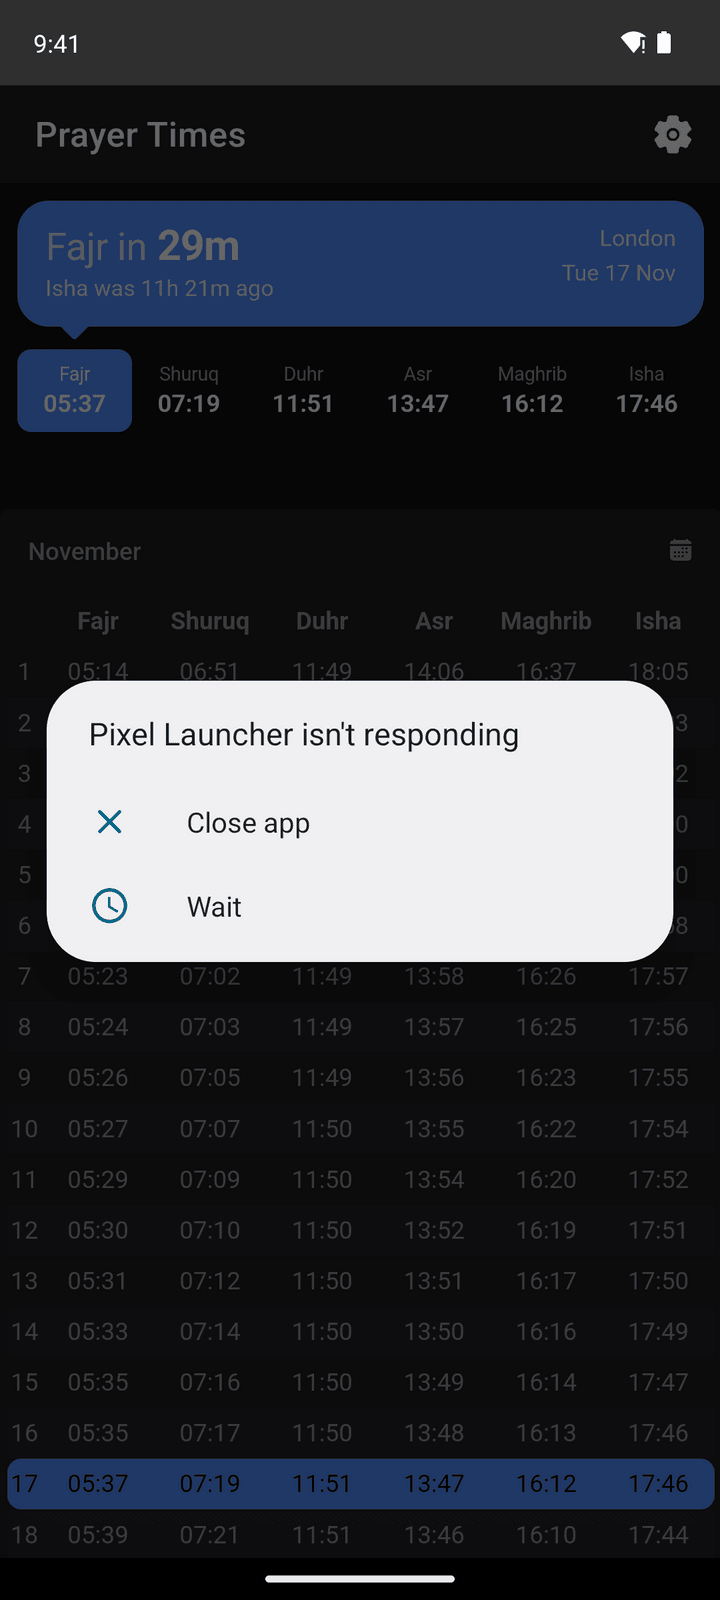 9:41
Prayer Times
Fajr in 29m
London
Isha was 11h 21m ago
Tue 17 Nov
Fajr Shuruq Duhr Asr Maghrib Isha
05:37 07:19 11:51 13:47 16:12 17:46
November
Fajr Shuruq Duhr Asr Maghrib Isha
1 05:14 06:51 11:49 14:06 16:37 18:05
2 3
Pixel Launcher isn't responding
3 2
4 0
Close app
5 0
Wait
6 8
7 05:23 07:02 11:49 13:58 16:26 17:57
8 05:24 07:03 11:49 13:57 16:25 17:56
9 05:26 07:05 11:49 13:56 16:23 17:55
10 05:27 07:07 11:50 13:55 16:22 17:54
11 05:29 07:09 11:50 13:54 16:20 17:52
12 05:30 07:10 11:50 13:52 16:19 17:51
13 05:31 07:12 11:50 13:51 16:17 17:50
14 05:33 07:14 11:50 13:50 16:16 17:49
15 05:35 07:16 11:50 13:49 16:14 17:47
16 05:35 07:17 11:50 13:48 16:13 17:46
17 05:37 07:19 11:51 13:47 16:12 17:46
18 05:39 07:21 11:51 13:46 16:10 17:44